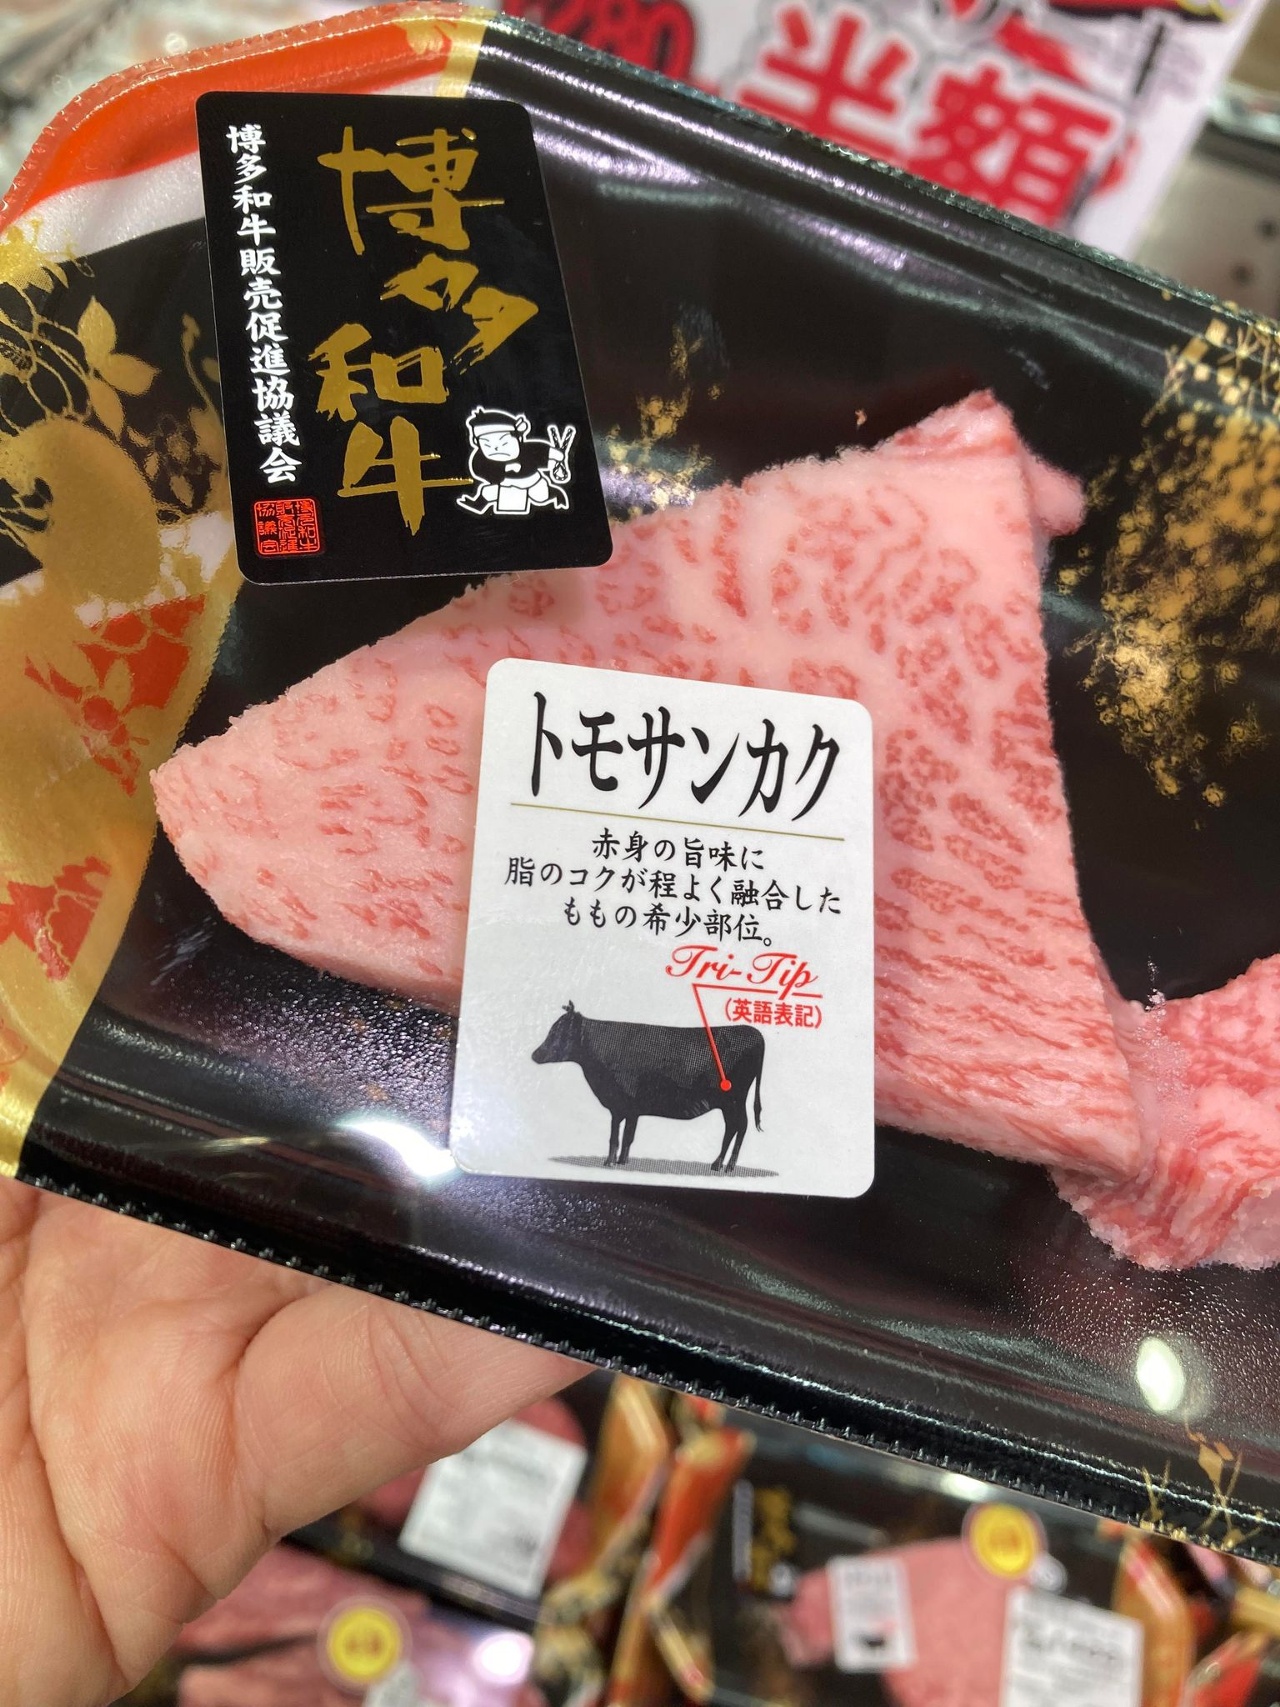 半額
博多和牛
博多和牛販売促進協議会
トモサンカク
赤身の旨味に
脂のコクが程よく融合した
ももの希少部位。
Tri-Tip
(英語表記)